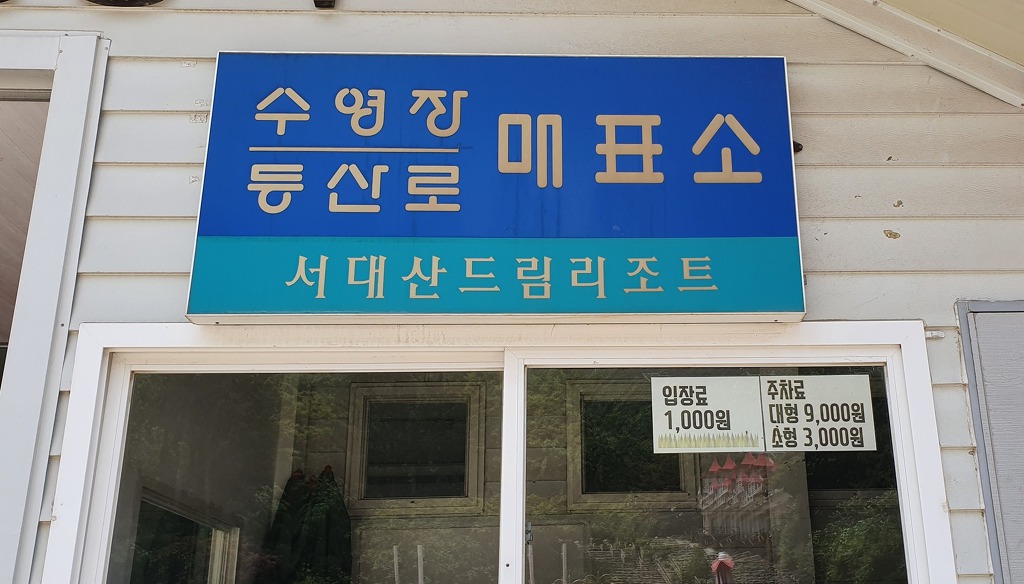 수영장
등산로
매표소
서대산드림리조트
입장료
1,000원
주차료
대형 9,000원
소형 3,000원